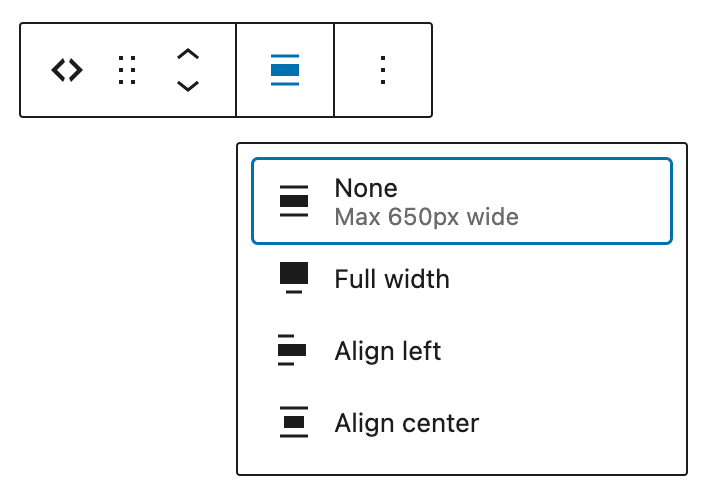 None
Max 650px wide
Full width
Align left
Align center